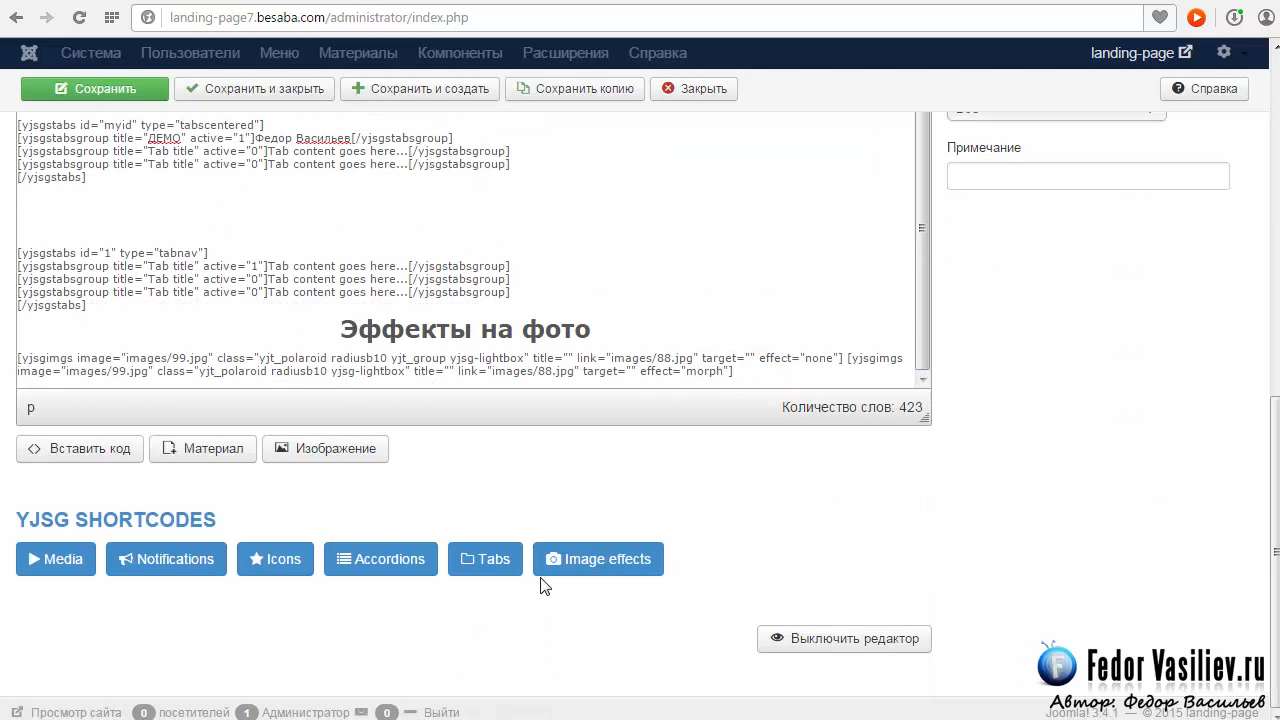 landing-page7.besaba.com/administrator/index.php
Система Пользователи Меню Материалы Компоненты Расширения Справка landing-page
Сохранить Сохранить и закрыть Сохранить и создать Сохранить копию Закрыть Справка
[yjsgstabs id="myid" type="tabscentered"]
[yjsgstabsgroup title="ДЕМО" active="1"]Федор Васильев[/yjsgstabsgroup]
[yjsgstabsgroup title="Tab title" active="0"]Tab content goes here...[/yjsgstabsgroup]
[yjsgstabsgroup title="Tab title" active="0"]Tab content goes here...[/yjsgstabsgroup]
[/yjsgstabs]
Примечание
[yjsgstabs id="1" type="tabnav"]
[yjsgstabsgroup title="Tab title" active="1"]Tab content goes here...[/yjsgstabsgroup]
[yjsgstabsgroup title="Tab title" active="0"]Tab content goes here...[/yjsgstabsgroup]
[yjsgstabsgroup title="Tab title" active="0"]Tab content goes here...[/yjsgstabsgroup]
[/yjsgstabs]
Эффекты на фото
[yjsgimgs image="images/99.jpg" class="yjt_polaroid radiusb10 yjt_group yjsg-lightbox" title="" link="images/88.jpg" target="" effect="none"] [yjsgimgs
image="images/99.jpg" class="yjt_polaroid radiusb10 yjsg-lightbox" title="" link="images/88.jpg" target="" effect="morph"]
p Количество слов: 423
Вставить код Материал Изображение
YJSG SHORTCODES
Media Notifications Icons Accordions Tabs Image effects
Выключить редактор
Fedor Vasiliev.ru
Автор: Федор Васильев
Просмотр сайта 0 посетителей 1 Администратор 0 Выйти Joomla! 3.4.1 — © 2015 landing-page